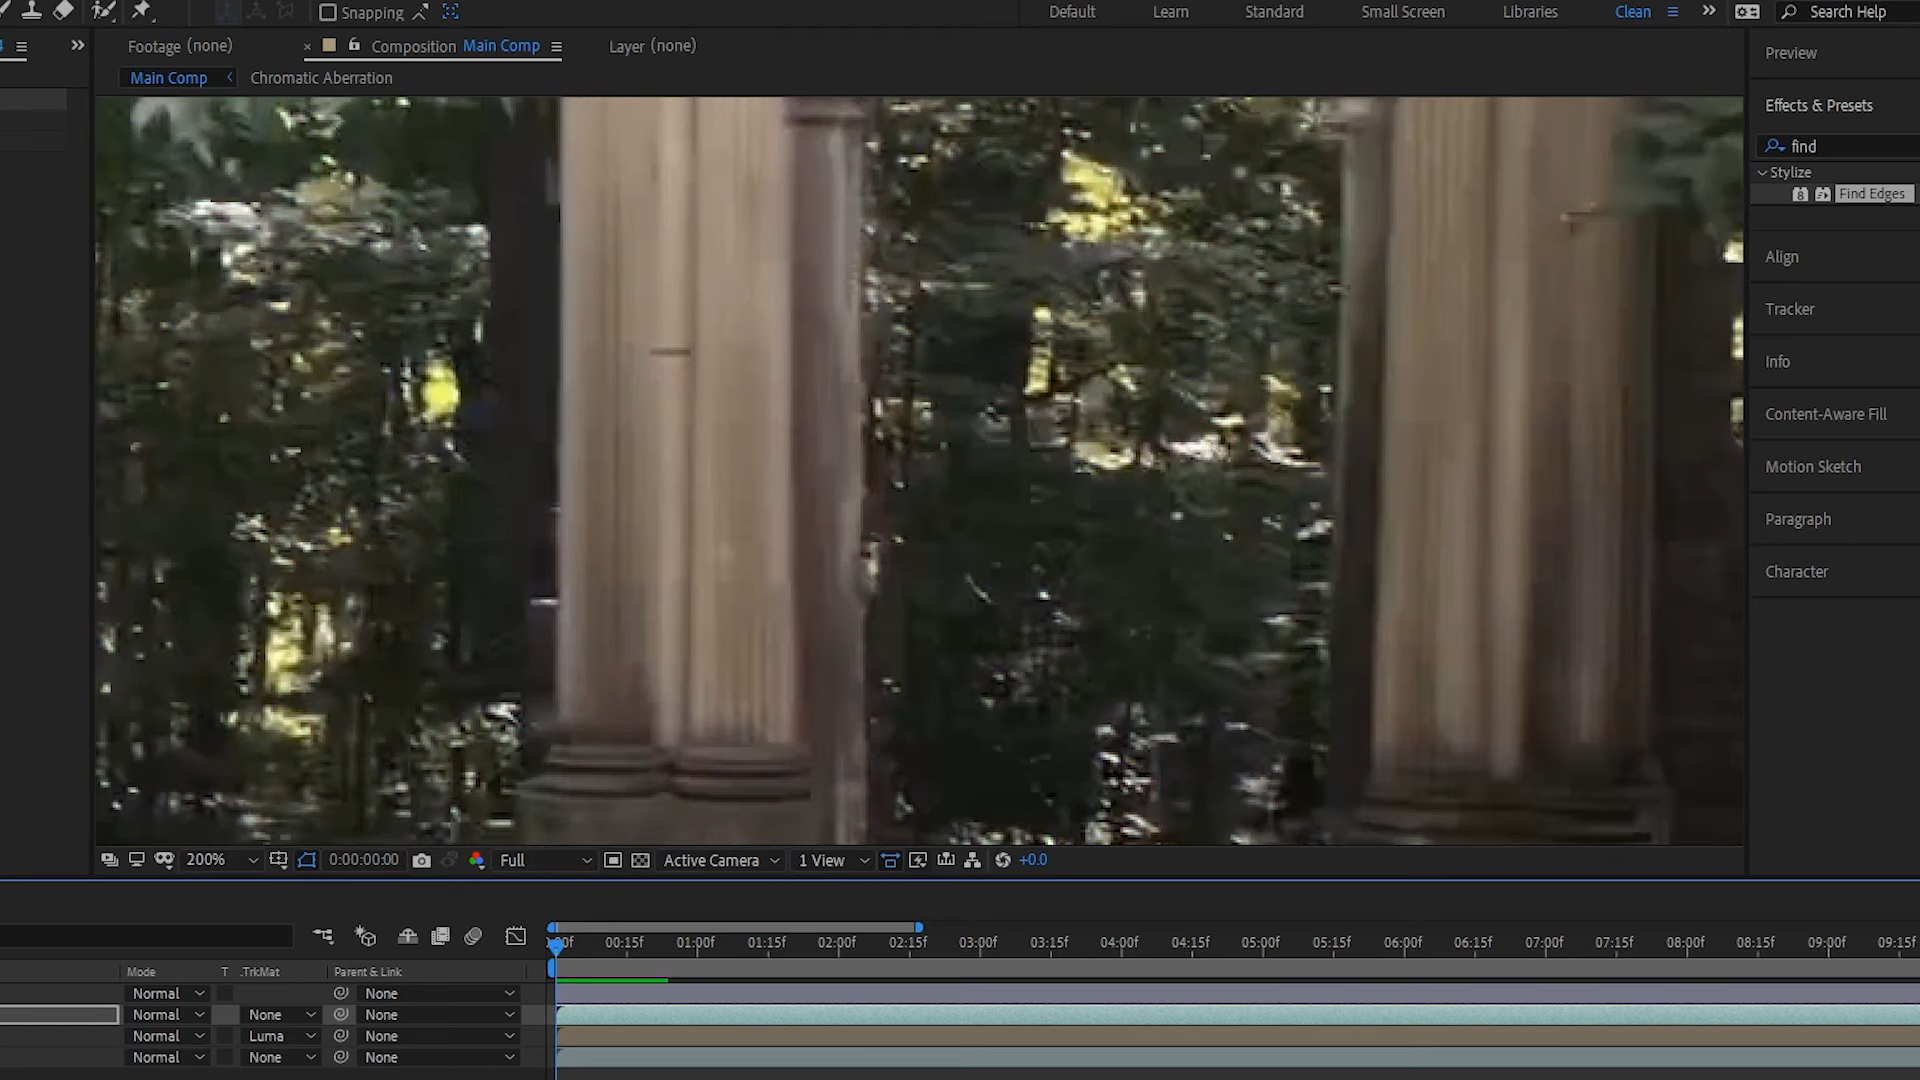 Snapping
Default
Learn
Standard
Small Screen
Libraries
Clean
Search Help
Footage (none)
Composition Main Comp
Layer (none)
Main Comp
Chromatic Aberration
Preview
Effects & Presets
find
Stylize
Find Edges
Align
Tracker
Info
Content-Aware Fill
Motion Sketch
Paragraph
Character
200%
0:00:00:00
Full
Active Camera
1 View
+0.0
00:15f
01:00f
01:15f
02:00f
02:15f
03:00f
03:15f
04:00f
04:15f
05:00f
05:15f
06:00f
06:15f
07:00f
07:15f
08:00f
08:15f
09:00f
09:15f
Mode
T
.TrkMat
Parent & Link
Normal
None
Normal
None
None
Normal
Luma
None
Normal
None
None